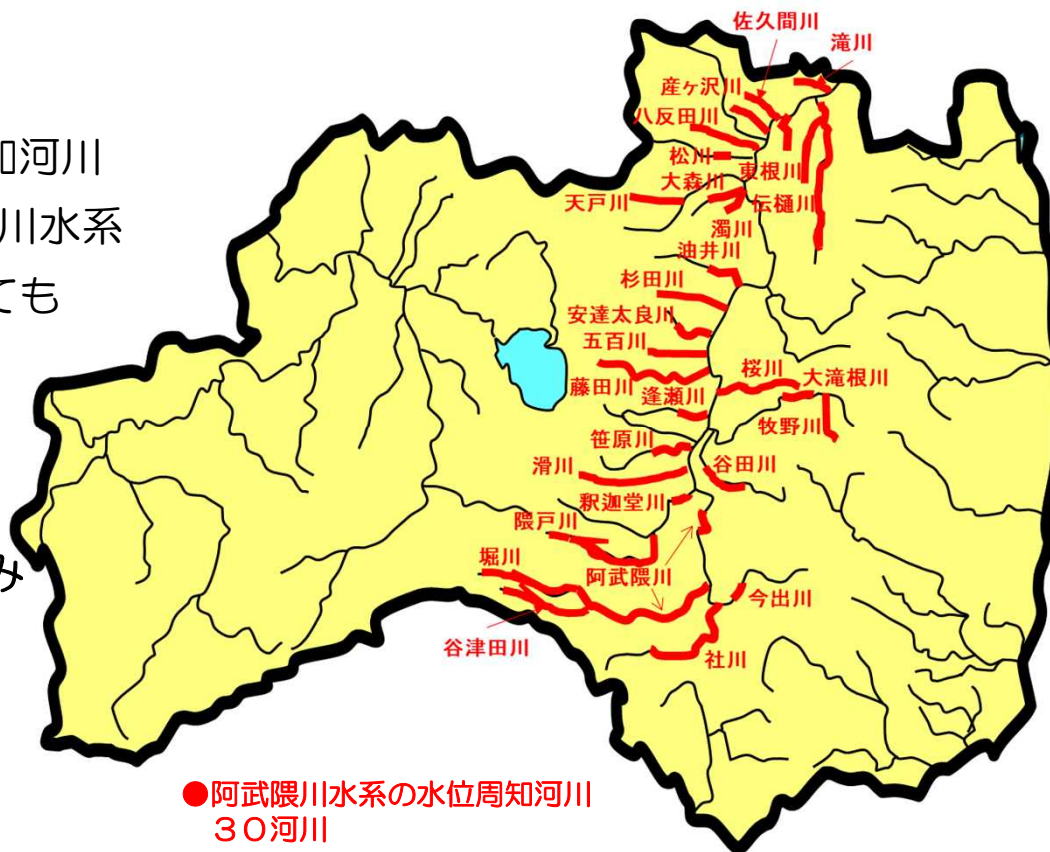 佐久間川
滝川
産ヶ沢川
八反田川
知河川
松川
東根川
大森川
天戸川
伝樋川
川水系
濁川
油井川
杉田川
ても
安達太良川
五百川
桜川
大滝根川
藤田川
逢瀬川
牧野川
笹原川
滑川
谷田川
釈迦堂川
隈戸川
堀川
み
阿武隈川
今出川
谷津田川
社川
●阿武隈川水系の水位周知河川
３０河川